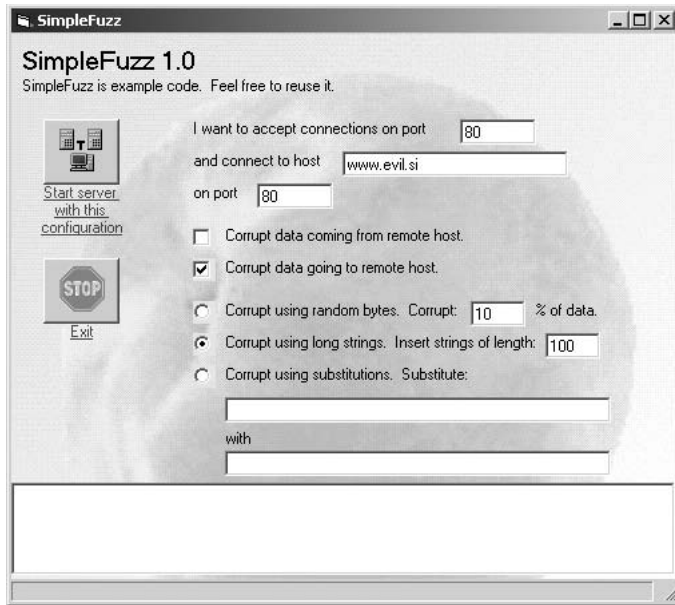 SimpleFuzz
SimpleFuzz 1.0
SimpleFuzz is example code. Feel free to reuse it.
I want to accept connections on port 80
and connect to host www.evil.si
on port 80
Start server
with this
configuration
Corrupt data coming from remote host.
Corrupt data going to remote host.
STOP
Exit
Corrupt using random bytes. Corrupt: 10 % of data.
Corrupt using long strings. Insert strings of length: 100
Corrupt using substitutions. Substitute:
with